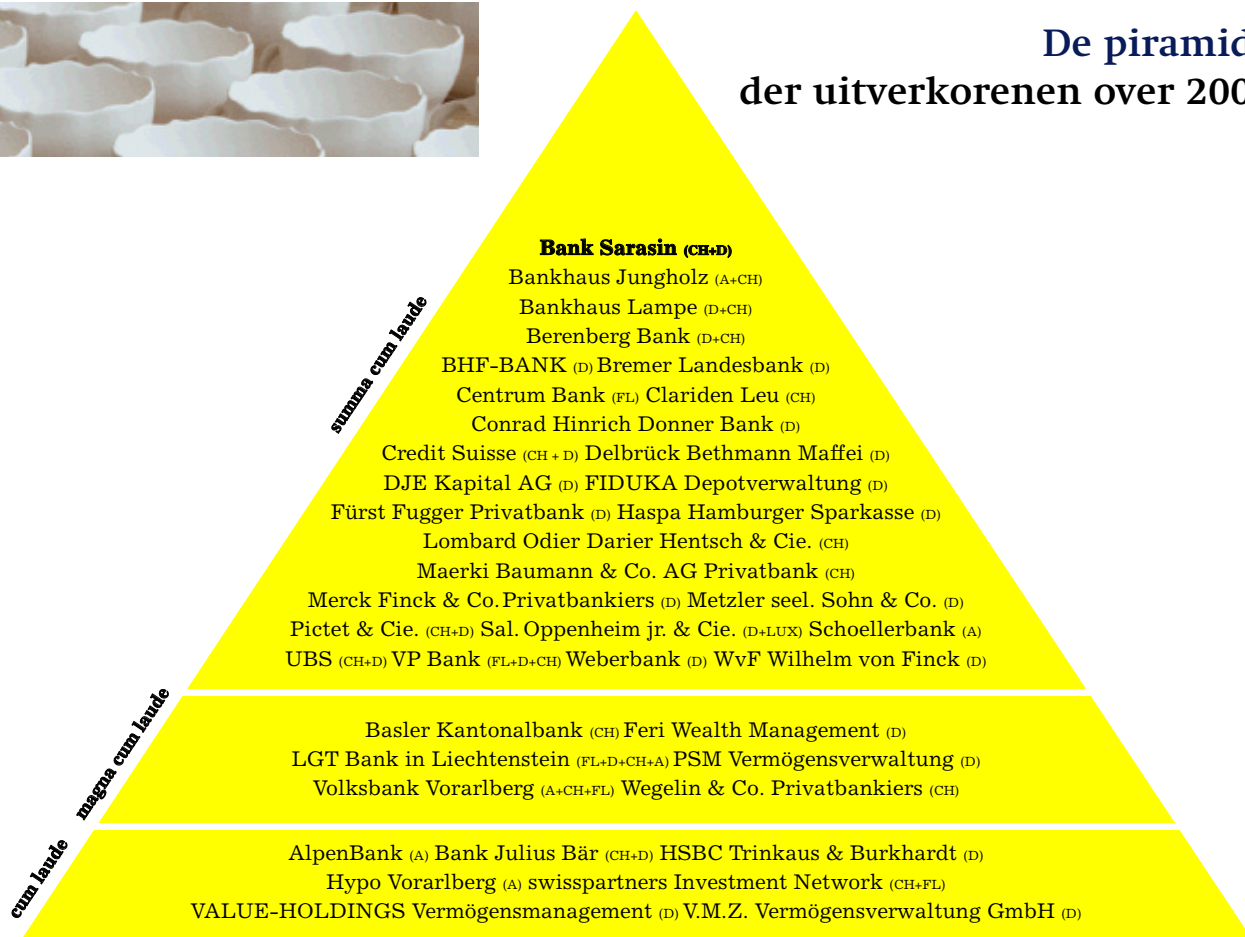 De piramid
der uitverkorenen over 200
Bank Sarasin (CH+D)
Bankhaus Jungholz (A+CH)
Bankhaus Lampe (D+CH)
Berenberg Bank (D+CH)
BHF-BANK (D) Bremer Landesbank (D)
Centrum Bank (FL) Clariden Leu (CH)
Conrad Hinrich Donner Bank (D)
Credit Suisse (CH + D) Delbrück Bethmann Maffei (D)
DJE Kapital AG (D) FIDUKA Depotverwaltung (D)
Fürst Fugger Privatbank (D) Haspa Hamburger Sparkasse (D)
Lombard Odier Darier Hentsch & Cie. (CH)
Maerki Baumann & Co. AG Privatbank (CH)
Merck Finck & Co. Privatbankiers (D) Metzler seel. Sohn & Co. (D)
Pictet & Cie. (CH+D) Sal. Oppenheim jr. & Cie. (D+LUX) Schoellerbank (A)
UBS (CH+D) VP Bank (FL+D+CH) Weberbank (D) WvF Wilhelm von Finck (D)
summa cum laude
Basler Kantonalbank (CH) Feri Wealth Management (D)
LGT Bank in Liechtenstein (FL+D+CH+A) PSM Vermögensverwaltung (D)
Volksbank Vorarlberg (A+CH+FL) Wegelin & Co. Privatbankiers (CH)
magna cum laude
AlpenBank (A) Bank Julius Bär (CH+D) HSBC Trinkaus & Burkhardt (D)
Hypo Vorarlberg (A) swisspartners Investment Network (CH+FL)
VALUE-HOLDINGS Vermögensmanagement (D) V.M.Z. Vermögensverwaltung GmbH (D)
cum laude